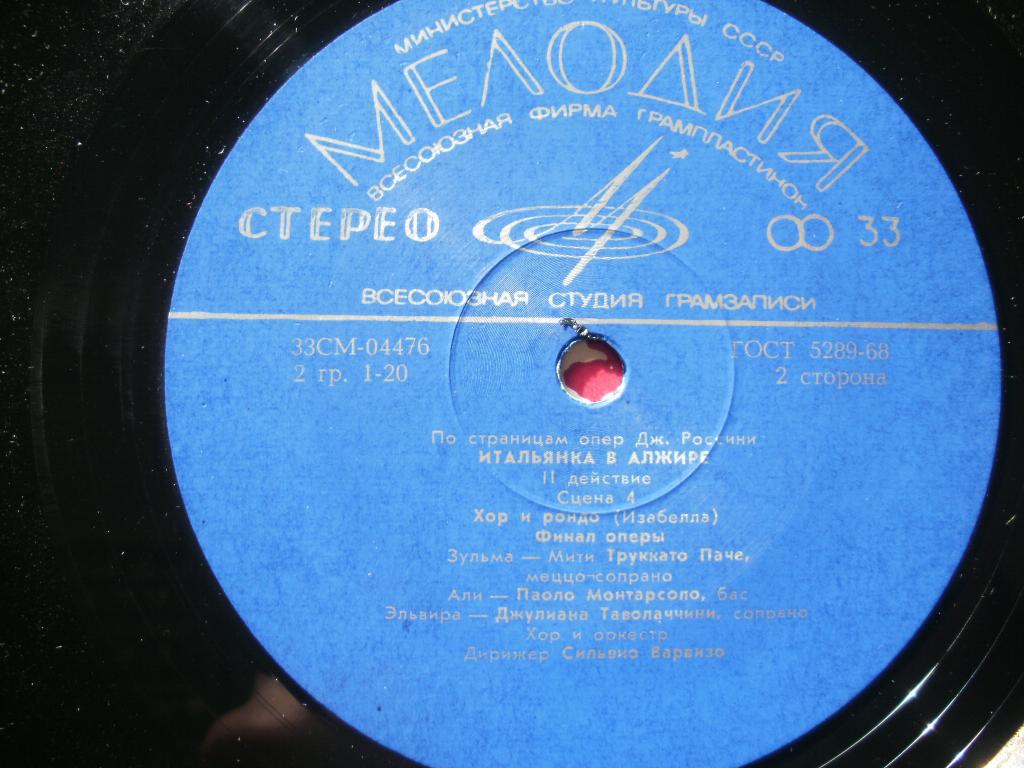 МИНИСТЕРСТВО КУЛЬТУРЫ СССР
МЕЛОДИЯ
ВСЕСОЮЗНАЯ ФИРМА ГРАМПЛАСТИНОК
СТЕРЕО
33
ВСЕСОЮЗНАЯ СТУДИЯ ГРАМЗАПИСИ
33СМ-04476
ГОСТ 5289-68
2 гр. 1-20
2 сторона
По страницам опер Дж. Россини
ИТАЛЬЯНКА В АЛЖИРЕ
II действие
Сцена 4
Хор и рондо (Изабелла)
Финал оперы
Зульма — Мити Труккато Паче,
меццо-сопрано
Али — Паоло Монтарсоло, бас
Эльвира — Джулиана Таволаччини, сопрано
Хор и оркестр
Дирижер Сильвио Варвизо